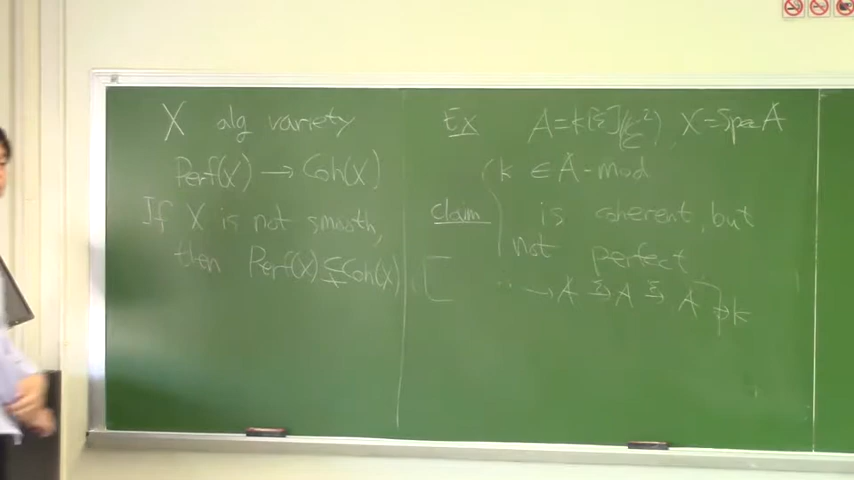 X alg variety
Perf(X) → Coh(X)
If X is not smooth,
then Perf(X) ⊊ Coh(X)
Ex A = k[ε]/(ε²), X = Spec A
k ∈ A-mod
claim is coherent, but
not perfect
··· → A →^ε A →^ε A → k